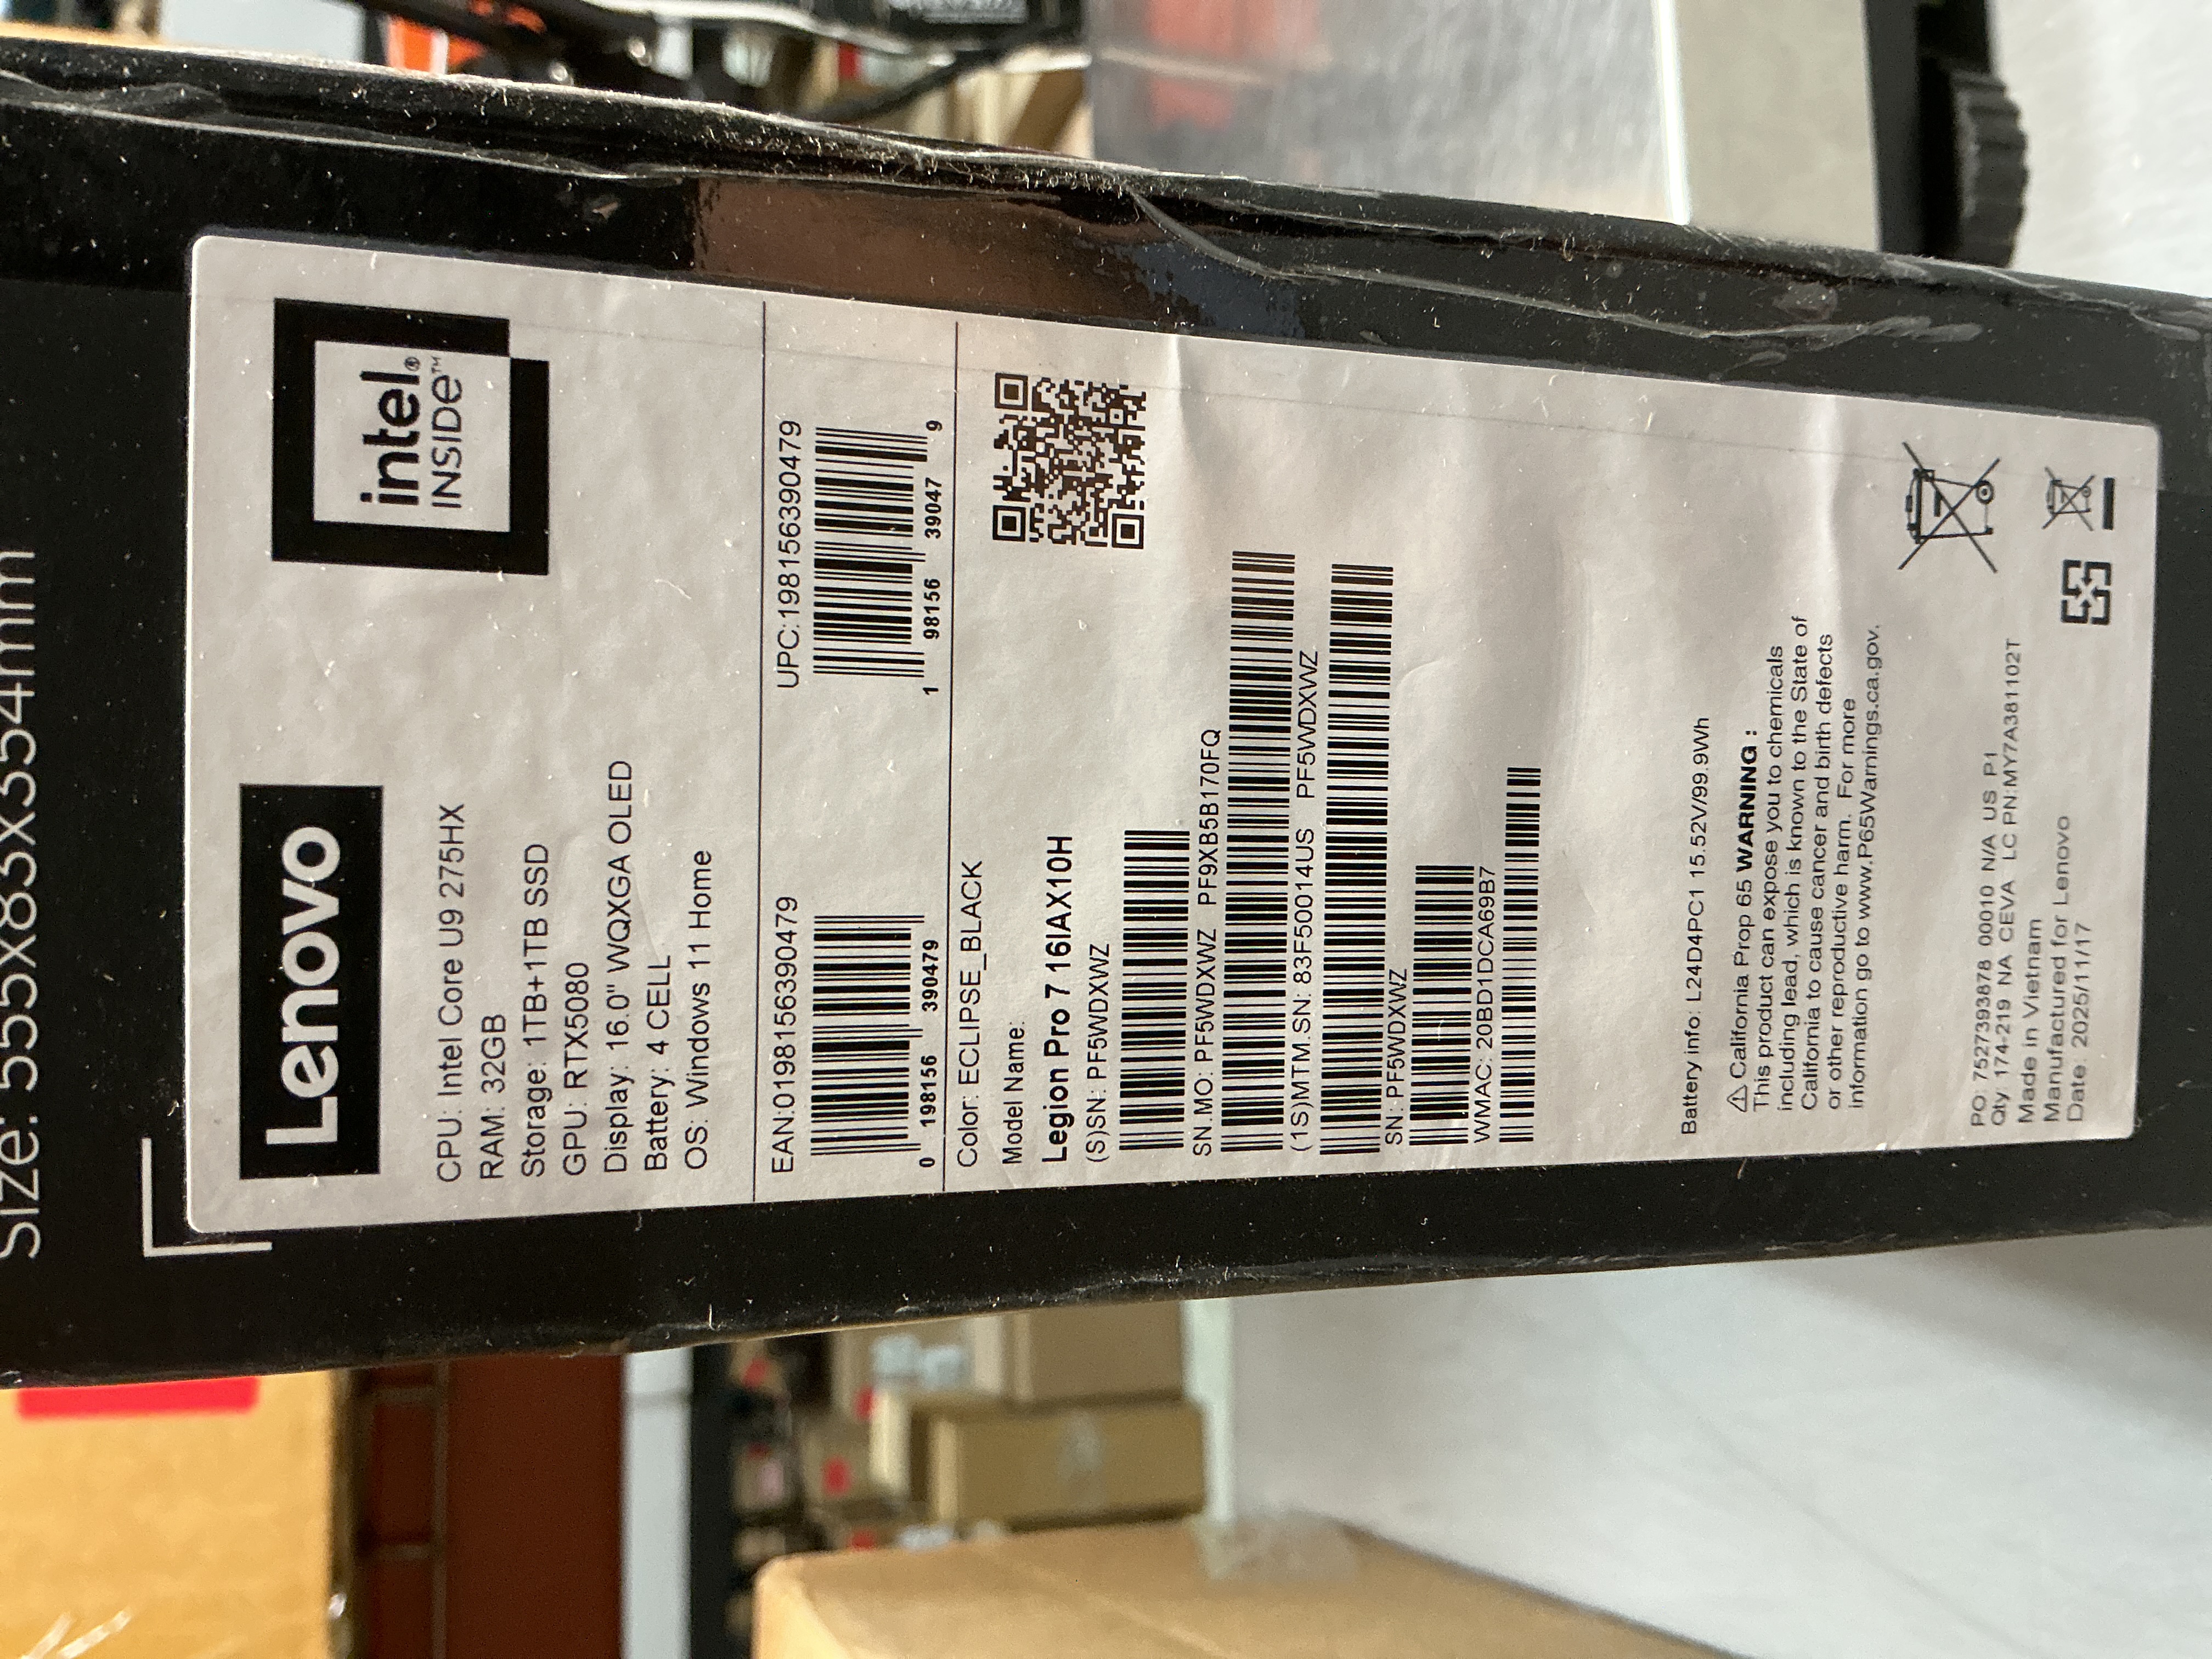 Size: 555x83x354mm
Lenovo
intel®
INSIDE™
CPU: Intel Core U9 275HX
RAM: 32GB
Storage: 1TB+1TB SSD
GPU: RTX5080
Display: 16.0" WQXGA OLED
Battery: 4 CELL
OS: Windows 11 Home
EAN:0198156390479
0 198156 390479
UPC:198156390479
1 98156 39047 9
Color: ECLIPSE_BLACK
Model Name:
Legion Pro 7 16IAX10H
(S)SN: PF5WDXWZ
SN.MO: PF5WDXWZ PF9XB5B170FQ
(1S)MTM.SN: 83F50014US PF5WDXWZ
SN: PF5WDXWZ
WMAC: 20BD1DCA69B7
Battery info: L24D4PC1 15.52V/99.9Wh
⚠ California Prop 65 WARNING :
This product can expose you to chemicals
including lead, which is known to the State of
California to cause cancer and birth defects
or other reproductive harm. For more
information go to www.P65Warnings.ca.gov.
PO: 7527393878 00010 N/A US P1
Qty: 174-219 NA CEVA LC PN:MY7A381102T
Made in Vietnam
Manufactured for Lenovo
Date: 2025/11/17